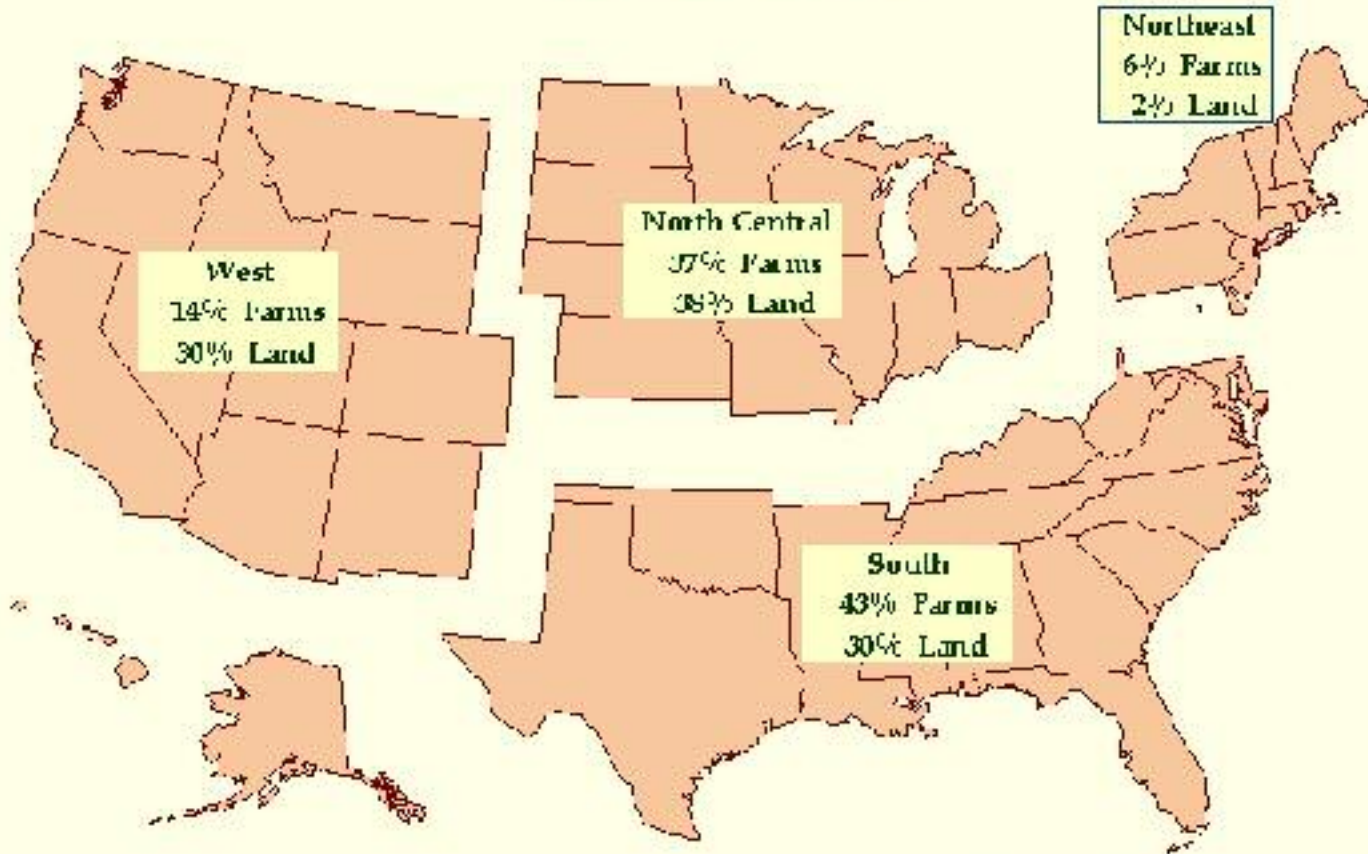 Northeast
6% Farms
2% Land
North Central
37% Farms
38% Land
West
14% Farms
30% Land
South
43% Farms
30% Land